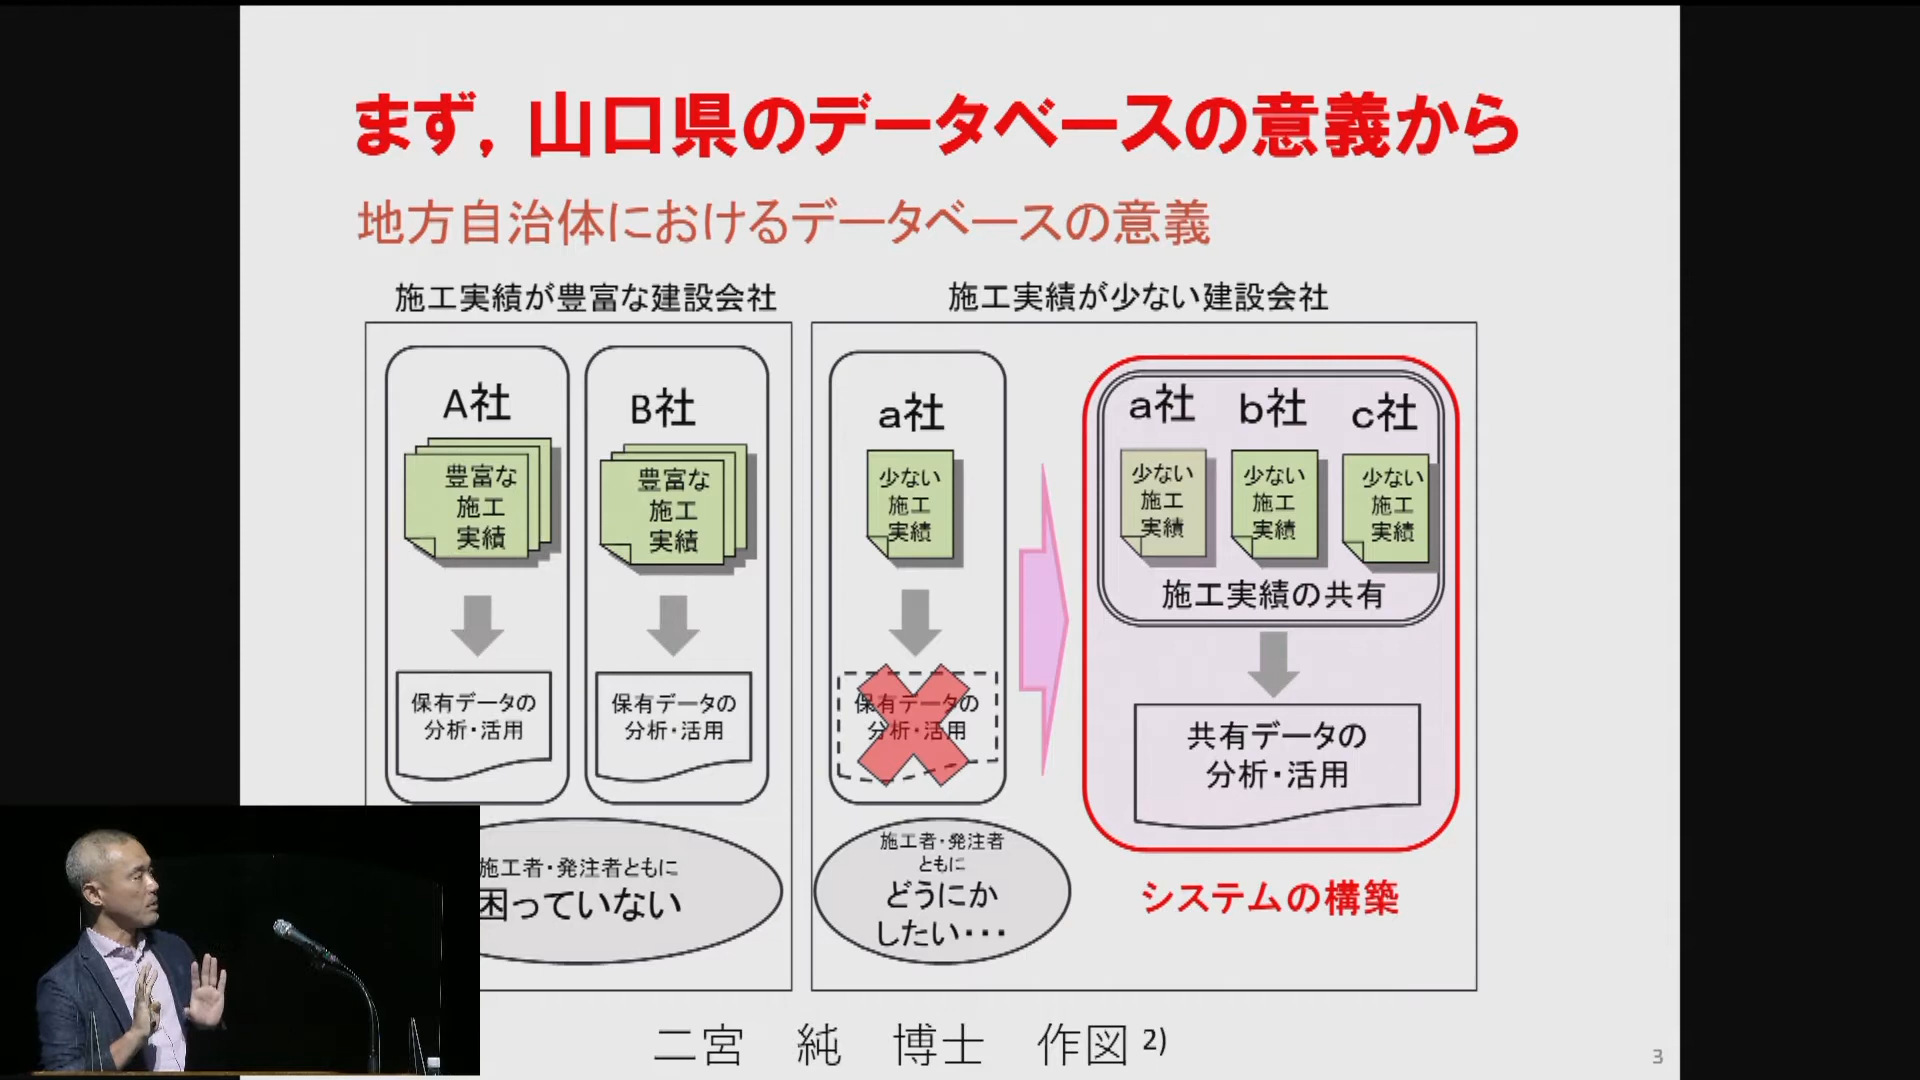 まず，山口県のデータベースの意義から
地方自治体におけるデータベースの意義
施工実績が豊富な建設会社
A社
豊富な
施工
実績
保有データの
分析・活用
B社
豊富な
施工
実績
保有データの
分析・活用
施工者・発注者ともに
困っていない
施工実績が少ない建設会社
a社
少ない
施工
実績
保有データの
分析・活用
施工者・発注者
ともに
どうにか
したい・・・
a社
少ない
施工
実績
b社
少ない
施工
実績
c社
少ない
施工
実績
施工実績の共有
共有データの
分析・活用
システムの構築
二宮　純　博士　作図 2)
3